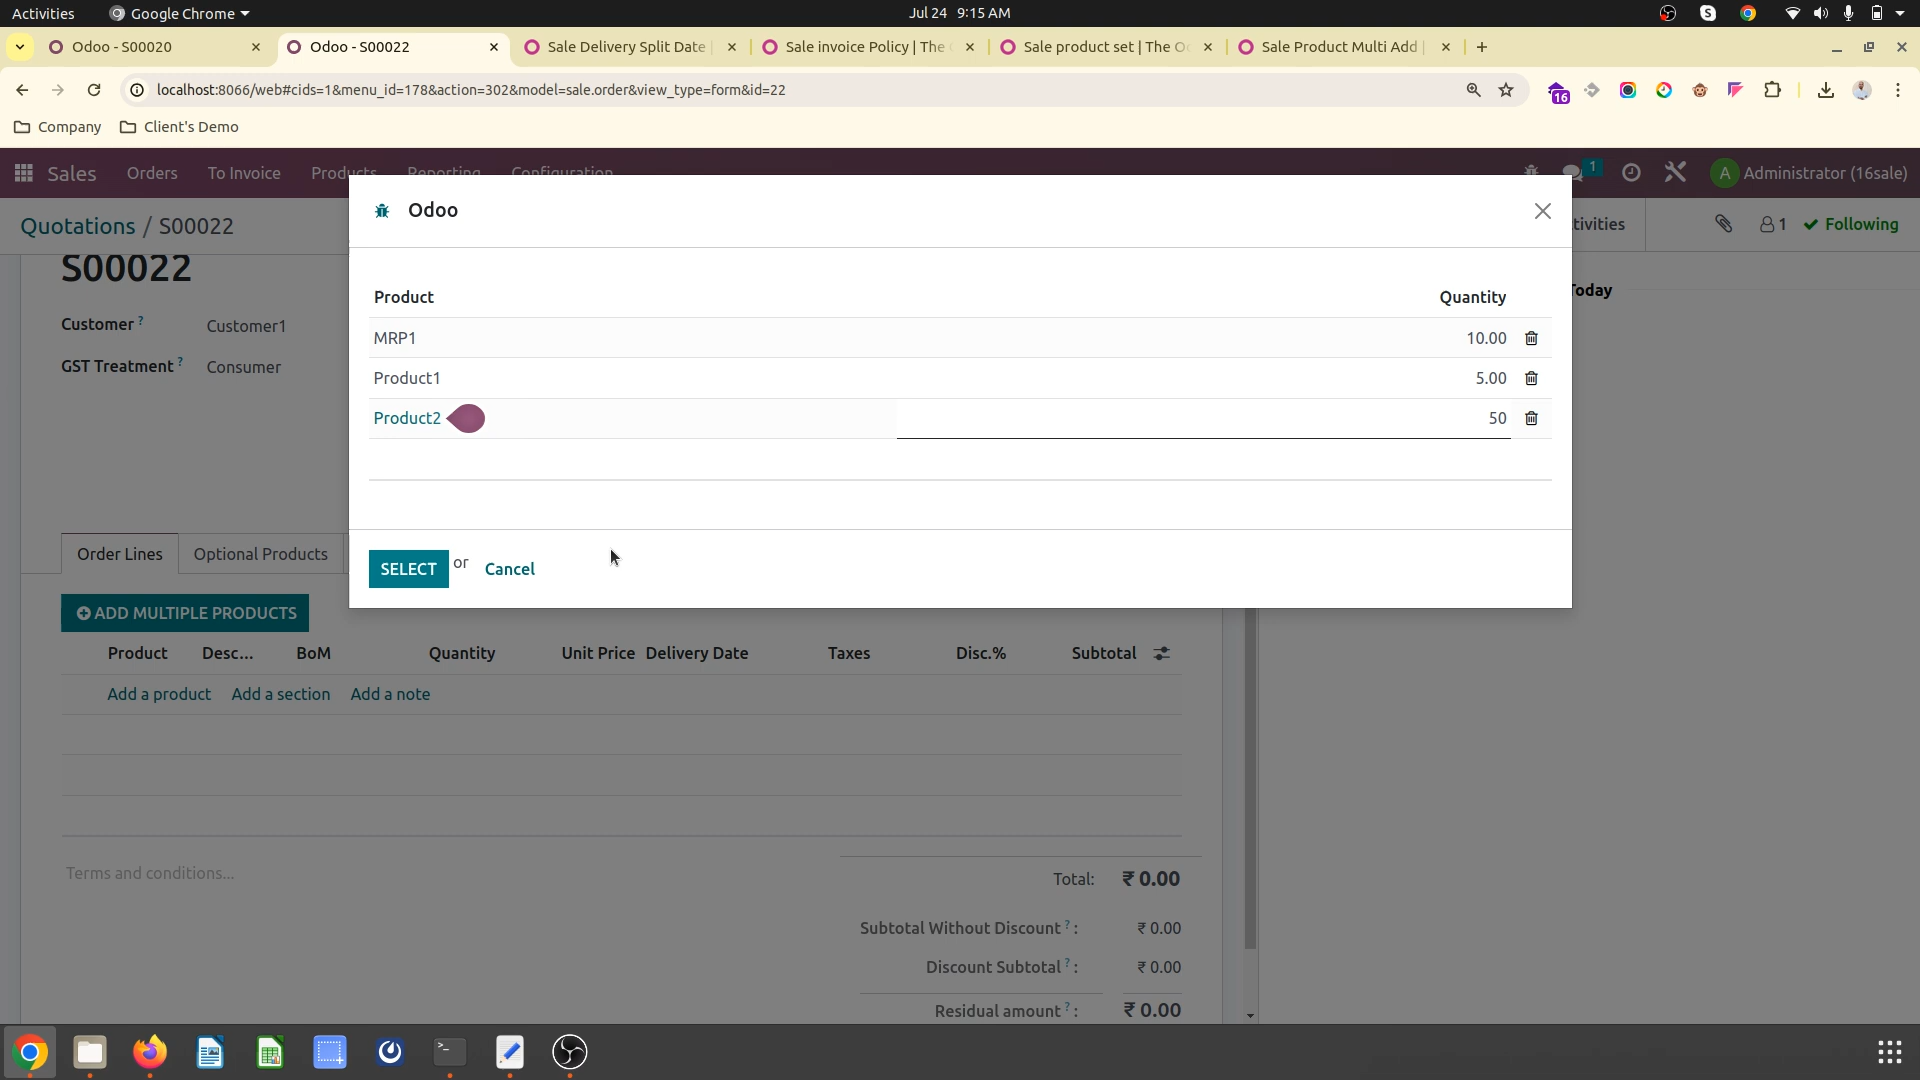 Activities Google Chrome Jul 24 9:15 AM
Odoo - S00020 Odoo - S00022 Sale Delivery Split Date Sale invoice Policy | The Sale product set | The O Sale Product Multi Add
localhost:8066/web#cids=1&menu_id=178&action=302&model=sale.order&view_type=form&id=22 16
Company Client's Demo
Sales Orders To Invoice Products Reporting Configuration 1 A Administrator (16sale)
Quotations / S00022 tivities 1 Following
Odoo
S00022
Today
Product Quantity
Customer ? Customer1
MRP1 10.00
GST Treatment ? Consumer
Product1 5.00
Product2 50
Order Lines Optional Products
SELECT or Cancel
ADD MULTIPLE PRODUCTS
Product Desc... BoM Quantity Unit Price Delivery Date Taxes Disc.% Subtotal
Add a product Add a section Add a note
Terms and conditions...
Total: ₹ 0.00
Subtotal Without Discount ? : ₹ 0.00
Discount Subtotal ? : ₹ 0.00
Residual amount ? : ₹ 0.00